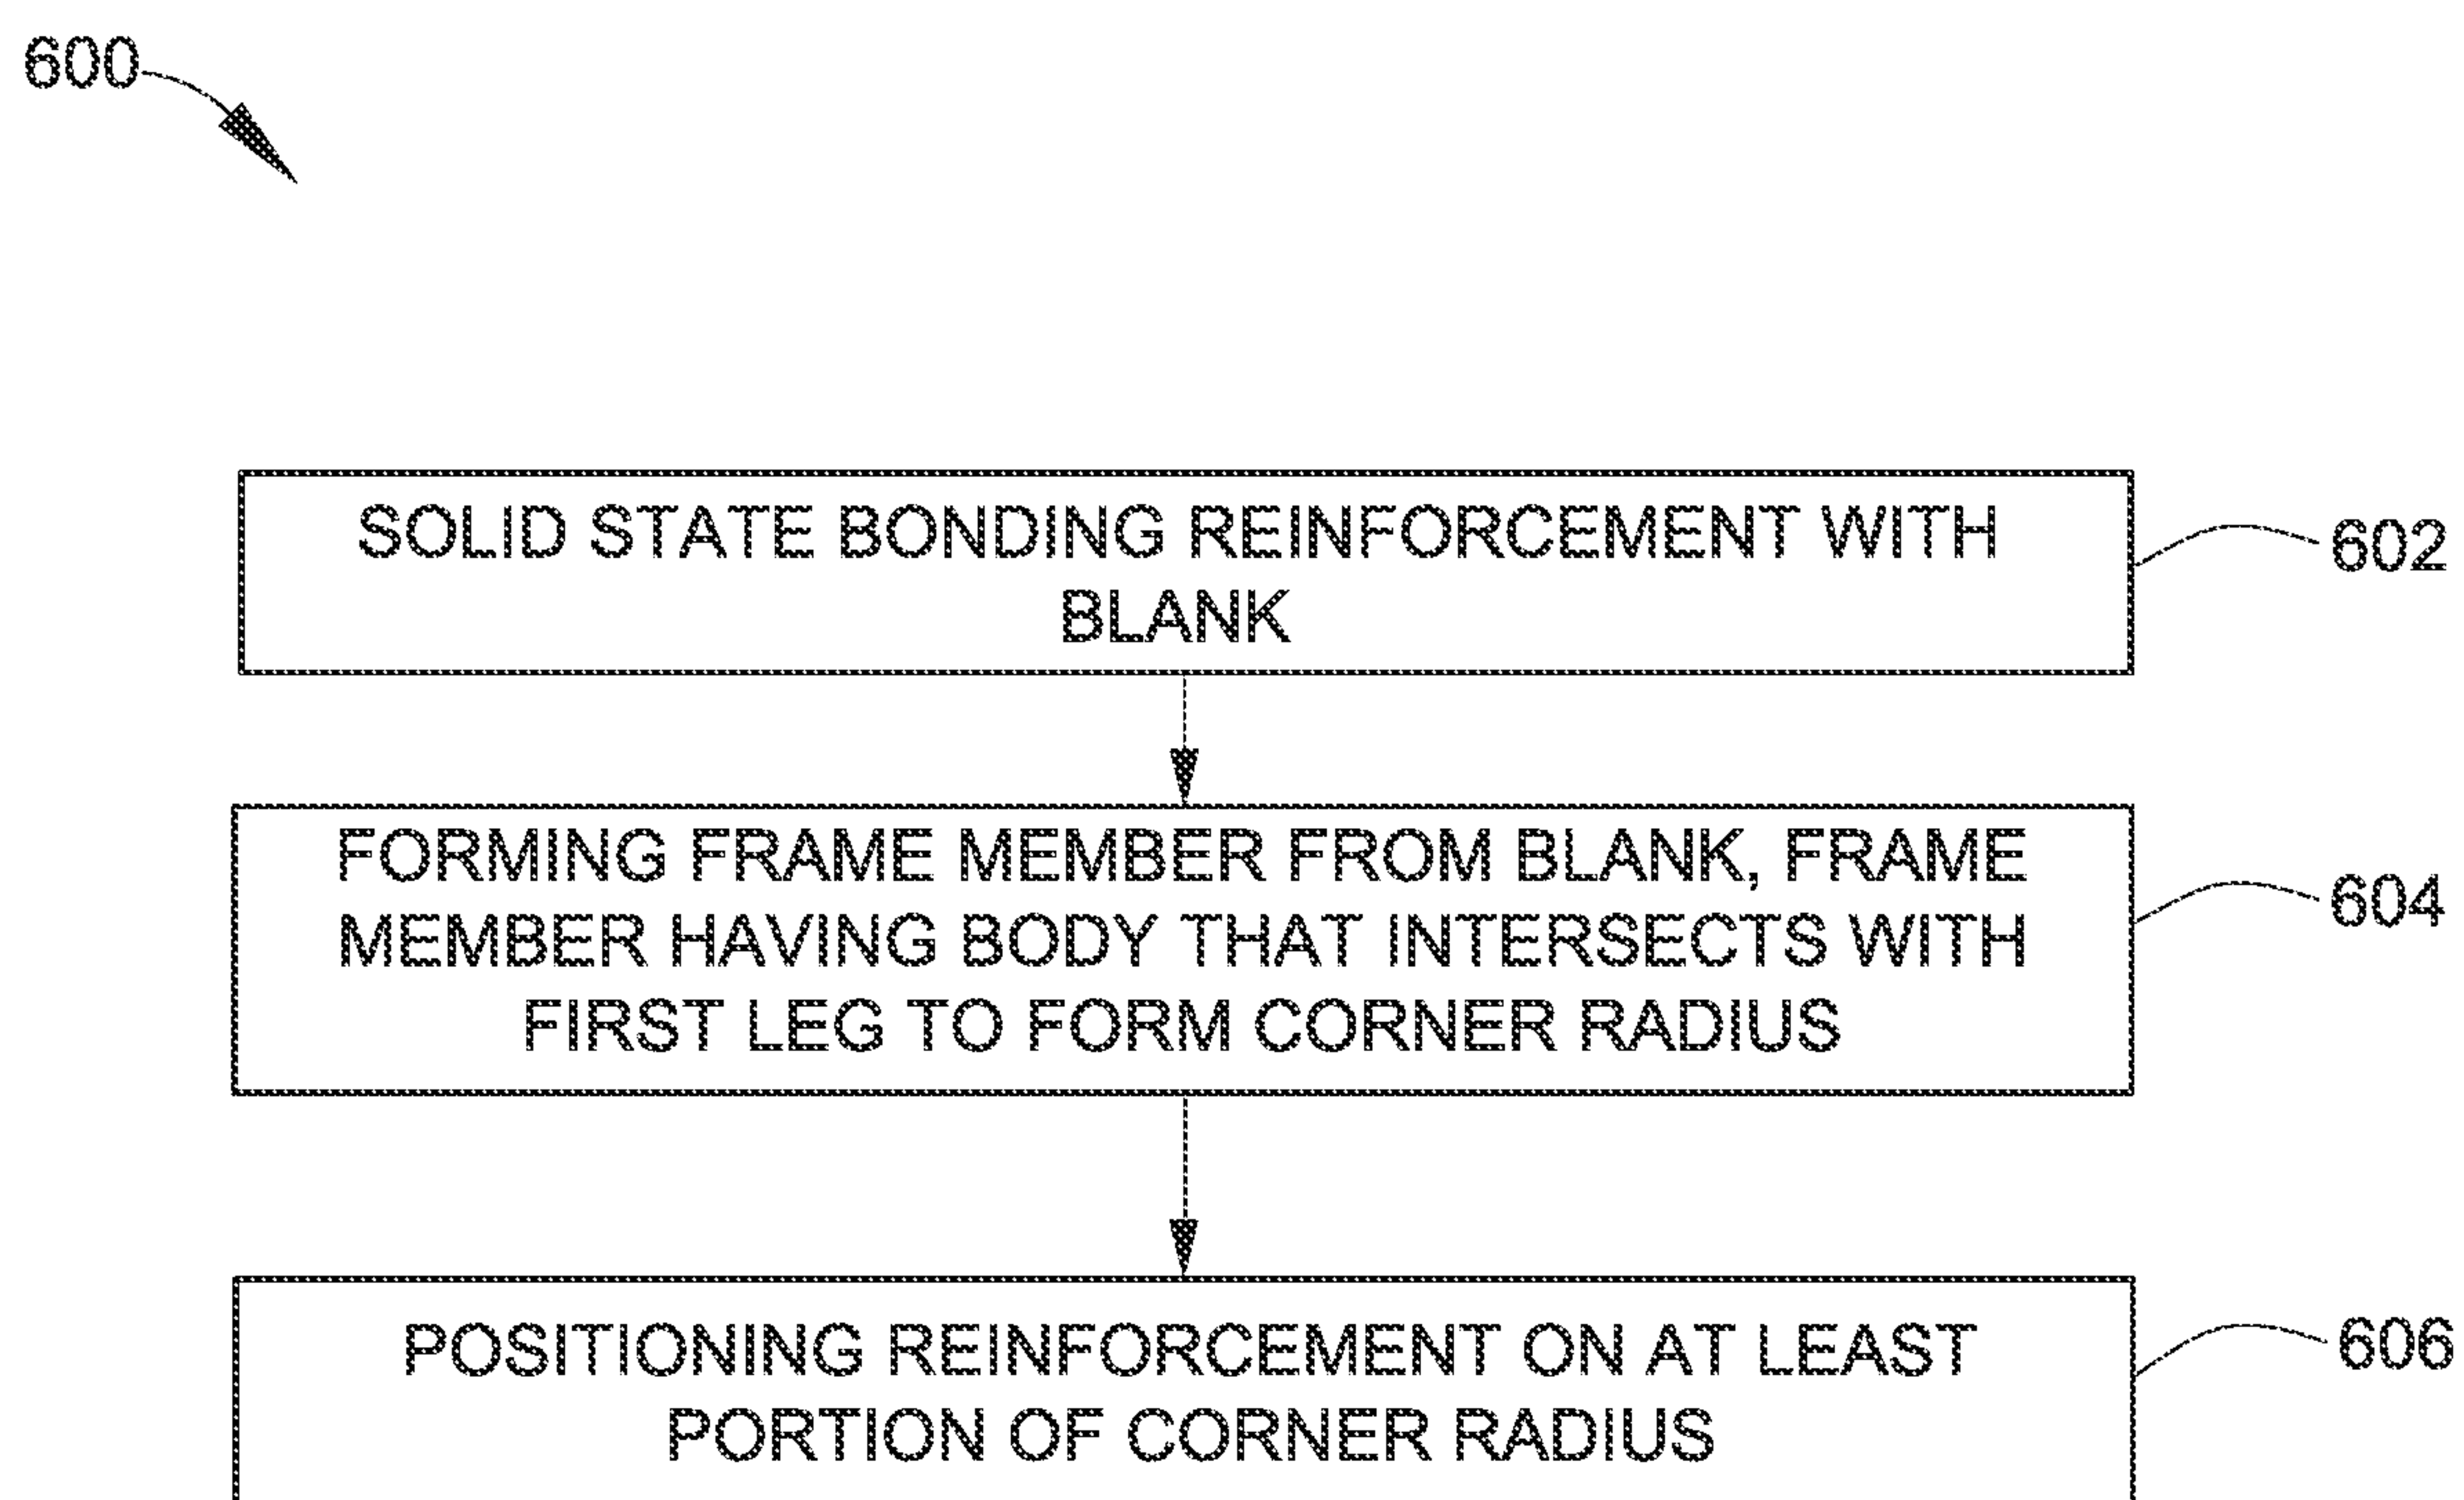 600
SOLID STATE BONDING REINFORCEMENT WITH
BLANK
602
FORMING FRAME MEMBER FROM BLANK, FRAME
MEMBER HAVING BODY THAT INTERSECTS WITH
FIRST LEG TO FORM CORNER RADIUS
604
POSITIONING REINFORCEMENT ON AT LEAST
PORTION OF CORNER RADIUS
606